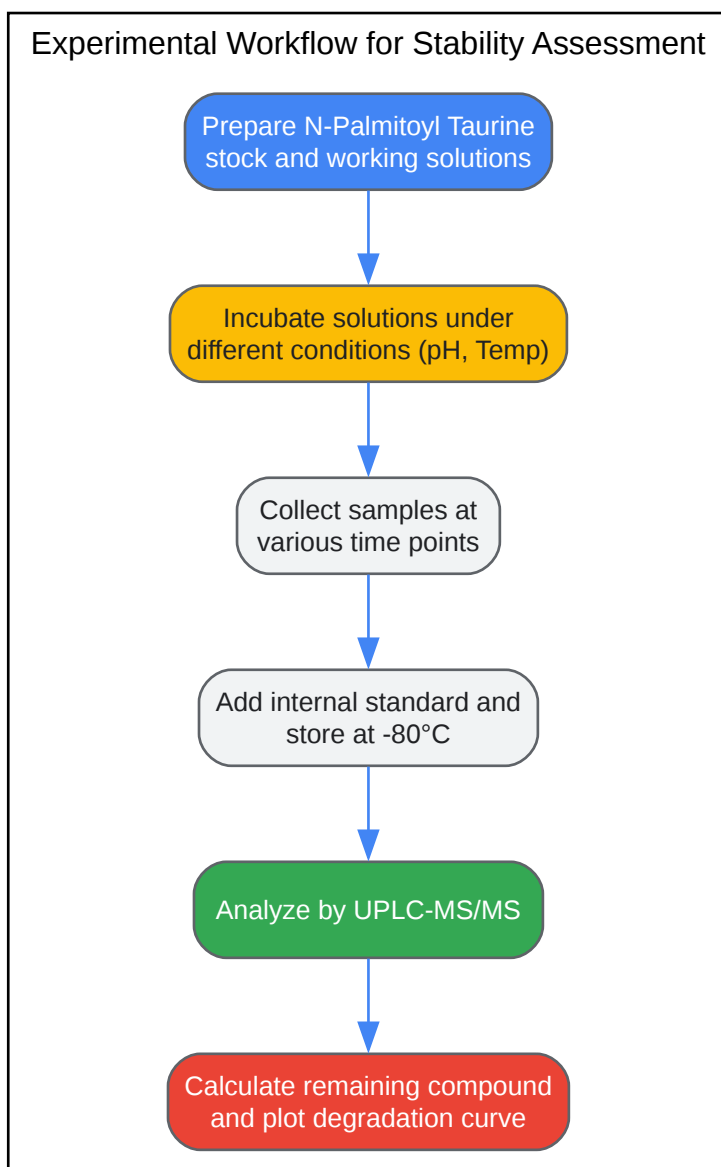 Experimental Workflow for Stability Assessment
Prepare N-Palmitoyl Taurine
stock and working solutions
Incubate solutions under
different conditions (pH, Temp)
Collect samples at
various time points
Add internal standard and
store at -80°C
Analyze by UPLC-MS/MS
Calculate remaining compound
and plot degradation curve